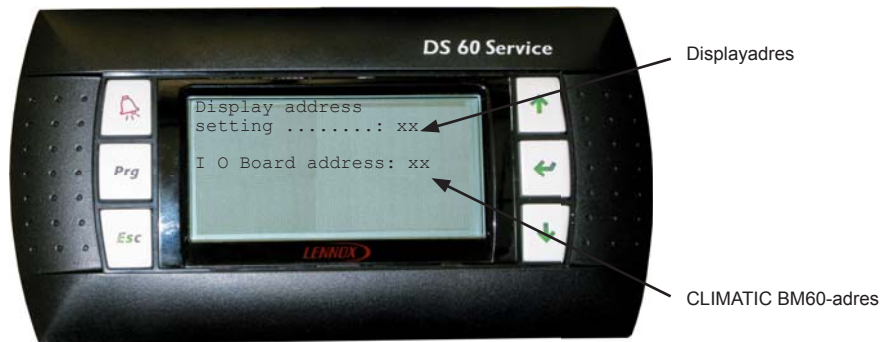 DS 60 Service
Displayadres
Display address
setting ........: xx
I O Board address: xx
Prg
Esc
LENNOX
CLIMATIC BM60-adres